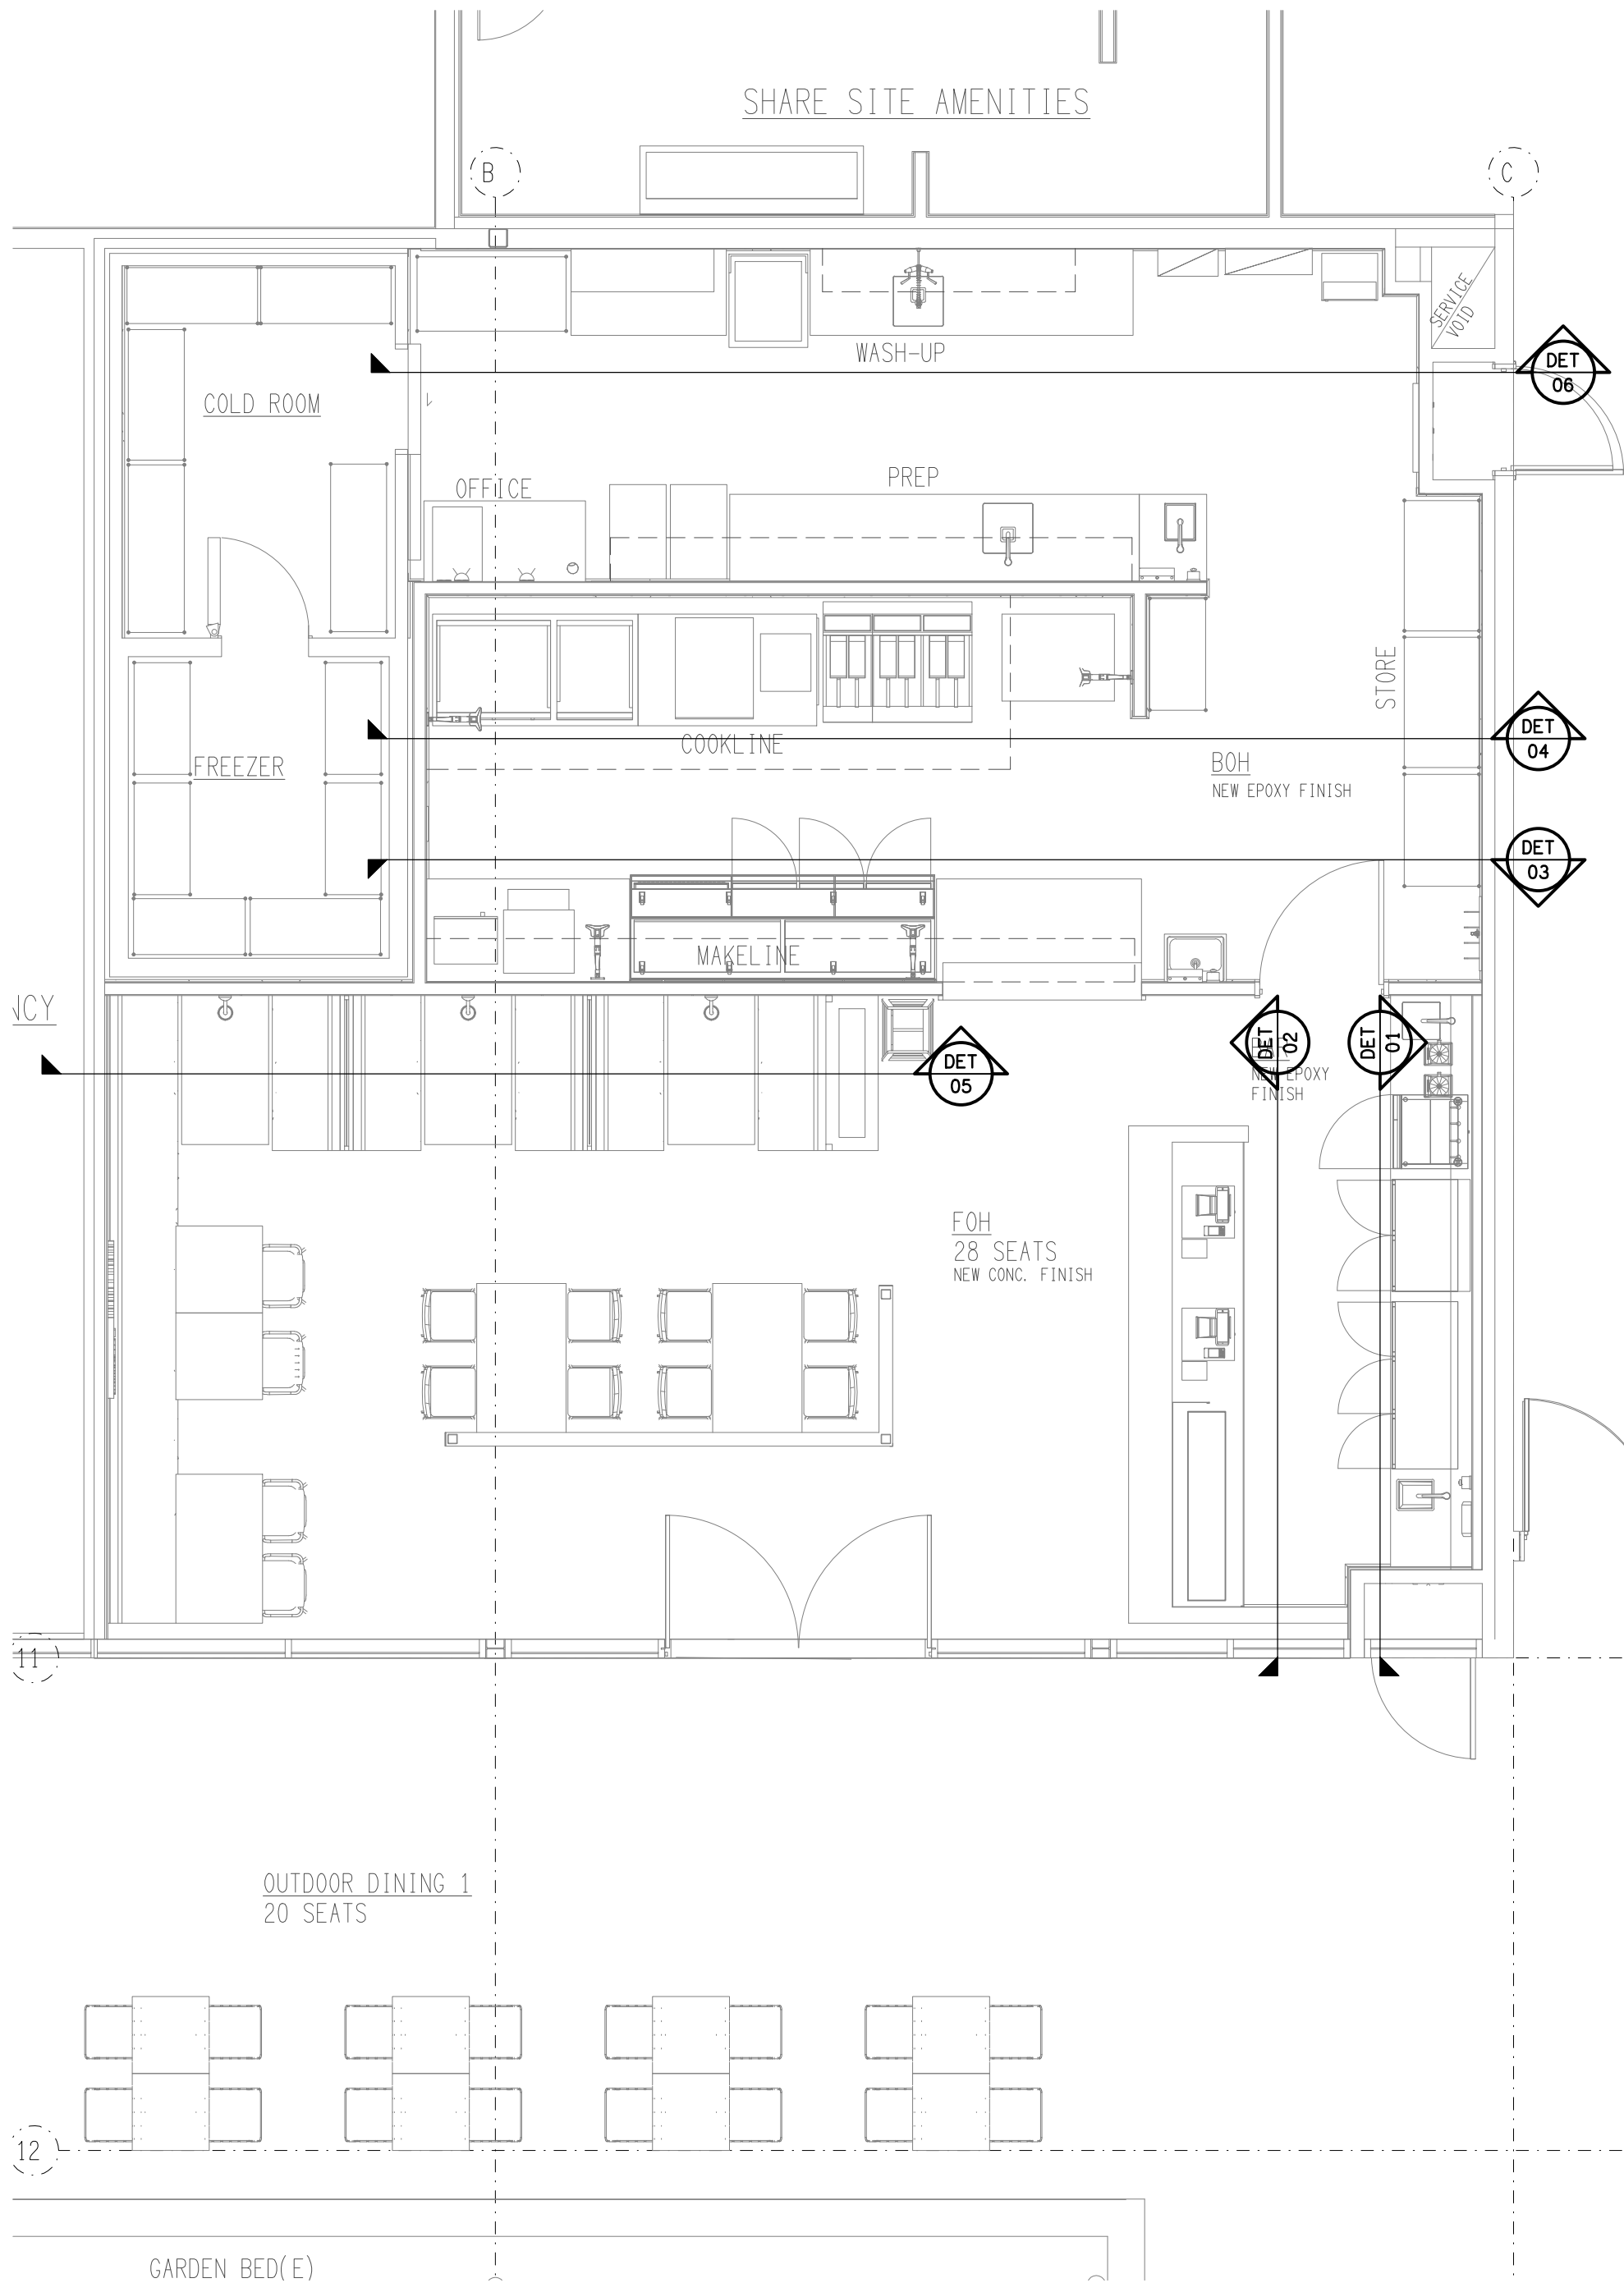 SHARE SITE AMENITIES
B
C
SERVICE
VOID
WASH-UP
DET
06
COLD ROOM
PREP
OFFICE
STORE
DET
04
COOKLINE
FREEZER
BOH
NEW EPOXY FINISH
DET
03
MAKELINE
NCY
DET
02
DET
01
DET
05
NEW EPOXY
FINISH
FOH
28 SEATS
NEW CONC. FINISH
11
OUTDOOR DINING 1
20 SEATS
12
GARDEN BED(E)